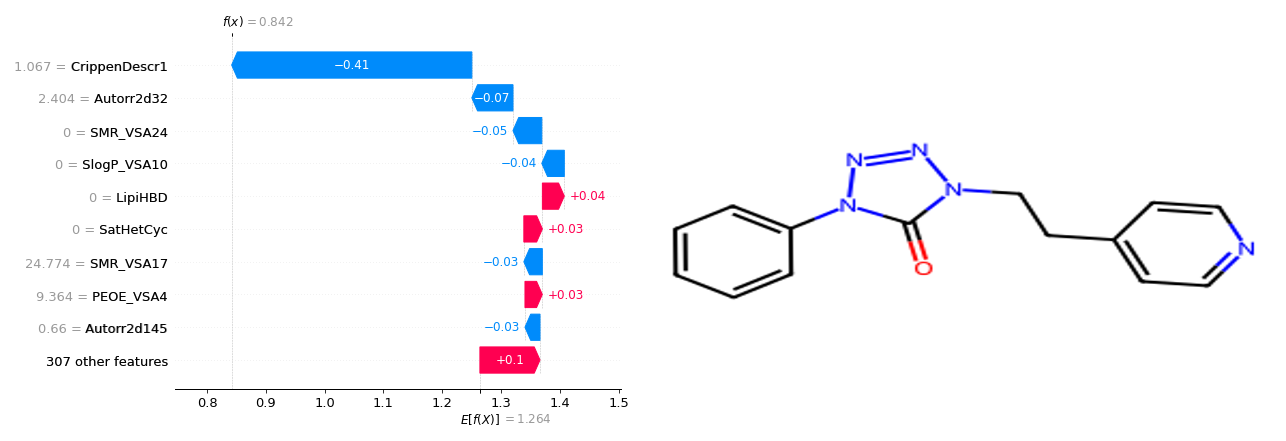 f(x) = 0.842
1.067 = CrippenDescr1
−0.41
2.404 = Autorr2d32
−0.07
0 = SMR_VSA24
−0.05
0 = SlogP_VSA10
−0.04
0 = LipiHBD
+0.04
0 = SatHetCyc
+0.03
24.774 = SMR_VSA17
−0.03
9.364 = PEOE_VSA4
+0.03
0.66 = Autorr2d145
−0.03
307 other features
+0.1
0.8 0.9 1.0 1.1 1.2 1.3 1.4 1.5
E[f(X)] = 1.264
N N
N N
O
N